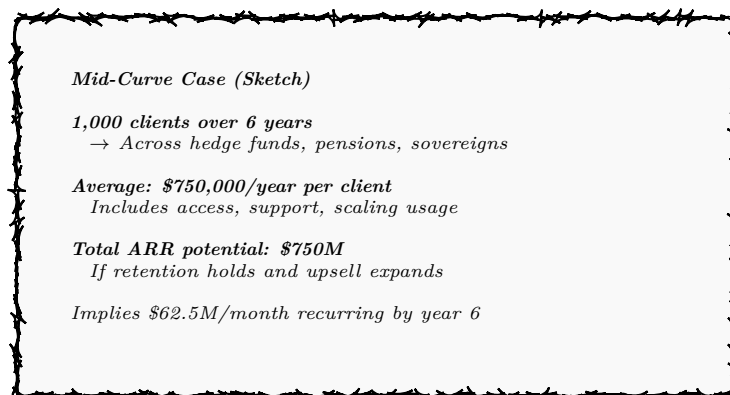 Mid-Curve Case (Sketch)
1,000 clients over 6 years
→ Across hedge funds, pensions, sovereigns
Average: $750,000/year per client
Includes access, support, scaling usage
Total ARR potential: $750M
If retention holds and upsell expands
Implies $62.5M/month recurring by year 6